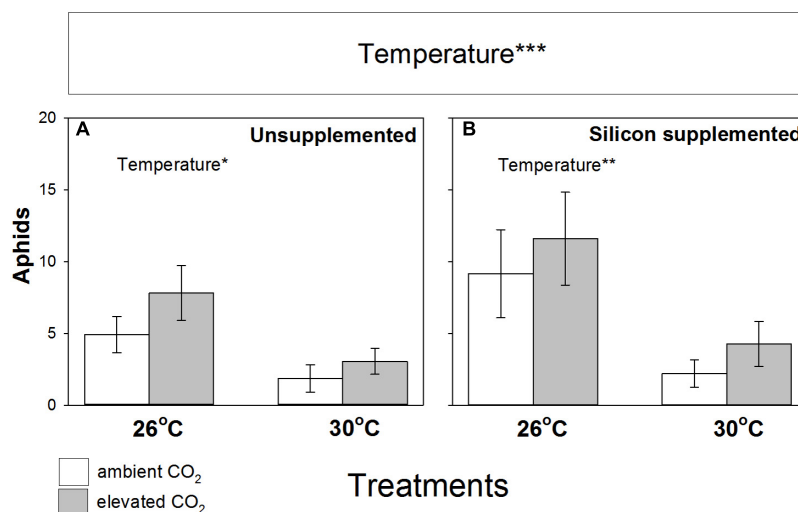 Temperature***
A Unsupplemented
Temperature*
B Silicon supplemented
Temperature**
Aphids
20
15
10
5
0
26°C 30°C 26°C 30°C
ambient CO₂
elevated CO₂
Treatments